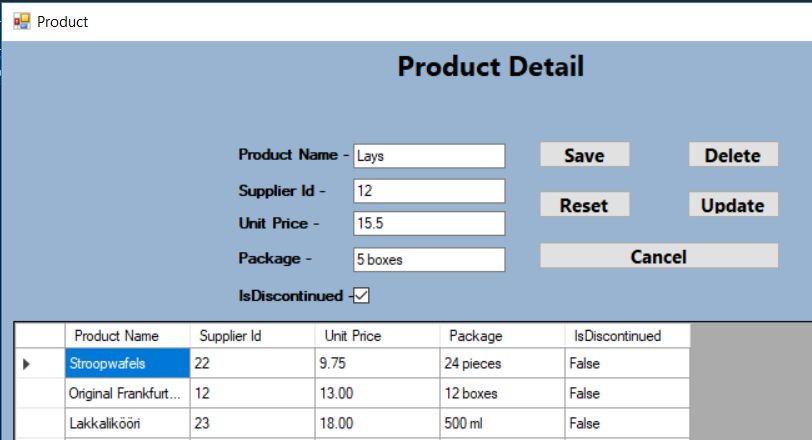 Product
Product Detail
Product Name - Lays Save Delete
Supplier Id - 12
Reset Update
Unit Price - 15.5
Package - 5 boxes Cancel
IsDiscontinued -
Product Name Supplier Id Unit Price Package IsDiscontinued
Stroopwafels 22 9.75 24 pieces False
Original Frankfurt... 12 13.00 12 boxes False
Lakkalikööri 23 18.00 500 ml False